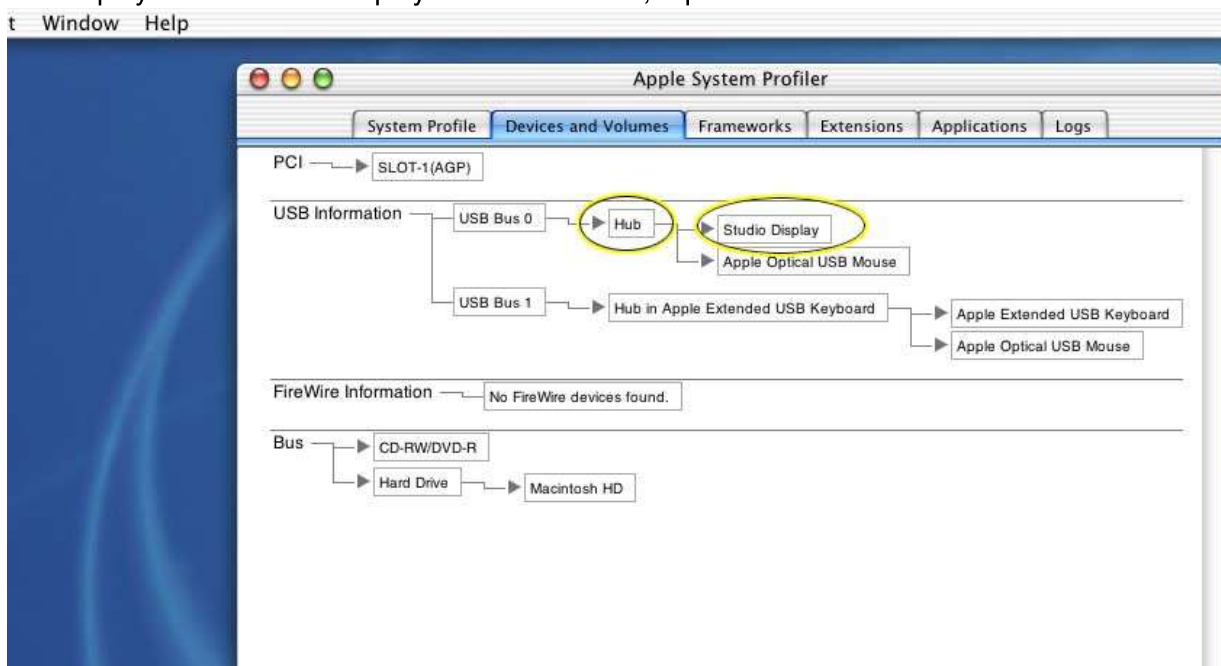 t Window Help
Apple System Profiler
System Profile Devices and Volumes Frameworks Extensions Applications Logs
PCI SLOT-1(AGP)
USB Information USB Bus 0 Hub Studio Display
Apple Optical USB Mouse
USB Bus 1 Hub in Apple Extended USB Keyboard Apple Extended USB Keyboard
Apple Optical USB Mouse
FireWire Information No FireWire devices found.
Bus CD-RW/DVD-R
Hard Drive Macintosh HD